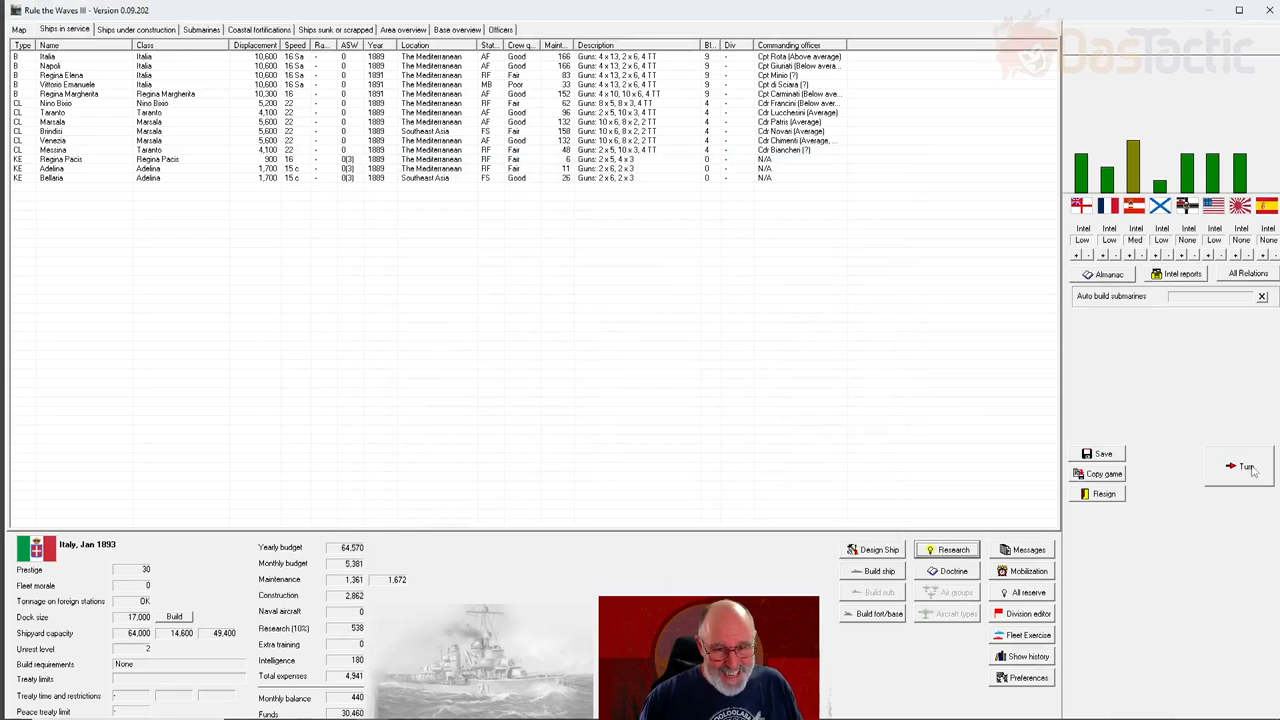 Rule the Waves III - Version 0.09.202
Map Ships in service Ships under construction Submarines Coastal fortifications Ships sunk or scrapped Area overview Base overview Officers
Type Name Class Displacement Speed Ra... ASW Year Location Stat... Crew q... Maint... Description Bl... Div Commanding officer
B Italia Italia 10,600 16 Sa - 0 1889 The Mediterranean AF Good 166 Guns: 4 x 13, 2 x 6, 4 TT 9 - Cpt Rota (Above average)
B Napoli Italia 10,600 16 Sa - 0 1889 The Mediterranean AF Good 166 Guns: 4 x 13, 2 x 6, 4 TT 9 - Cpt Giuriati (Below avera...
B Regina Elena Italia 10,600 16 Sa - 0 1891 The Mediterranean RF Fair 83 Guns: 4 x 13, 2 x 6, 4 TT 9 - Cpt Minio (?)
B Vittorio Emanuele Italia 10,600 16 Sa - 0 1891 The Mediterranean MB Poor 33 Guns: 4 x 13, 2 x 6, 4 TT 9 - Cpt di Sciara (?)
B Regina Margherita Regina Margherita 10,300 16 - 0 1891 The Mediterranean AF Good 152 Guns: 4 x 10, 10 x 6, 4 TT 9 - Cpt Caminati (Below ave...
CL Nino Bixio Nino Bixio 5,200 22 - 0 1889 The Mediterranean RF Fair 62 Guns: 8 x 5, 8 x 3, 4 TT 4 - Cdr Francini (Below aver...
CL Taranto Taranto 4,100 22 - 0 1889 The Mediterranean AF Good 96 Guns: 2 x 5, 10 x 3, 4 TT 4 - Cdr Lucchesini (Average)
CL Marsala Marsala 5,600 22 - 0 1889 The Mediterranean AF Good 132 Guns: 10 x 6, 8 x 2, 2 TT 4 - Cdr Patris (Average)
CL Brindisi Marsala 5,600 22 - 0 1889 Southeast Asia FS Fair 158 Guns: 10 x 6, 8 x 2, 2 TT 4 - Cdr Novari (Average)
CL Venezia Marsala 5,600 22 - 0 1889 The Mediterranean AF Good 132 Guns: 10 x 6, 8 x 2, 2 TT 4 - Cdr Chimenti (Average, ...
CL Messina Taranto 4,100 22 - 0 1889 The Mediterranean RF Fair 48 Guns: 2 x 5, 10 x 3, 4 TT 4 - Cdr Biancheri (?)
KE Regina Pacis Regina Pacis 900 16 - 0(3) 1889 The Mediterranean RF Fair 6 Guns: 2 x 5, 4 x 3 0 - N/A
KE Adelina Adelina 1,700 15 c - 0(3) 1889 The Mediterranean RF Fair 11 Guns: 2 x 6, 2 x 3 0 - N/A
KE Bellana Adelina 1,700 15 c - 0(3) 1889 Southeast Asia FS Good 26 Guns: 2 x 6, 2 x 3 0 - N/A
DasTactic
Intel Intel Intel Intel Intel Intel Intel Intel
Low Low Med Low None Low None None
+ - + - + - + - + - + - + - + -
Almanac Intel reports All Relations
Auto build submarines X
Save
Turn
Copy game
Resign
Italy, Jan 1893
Prestige 30
Fleet morale 0
Tonnage on foreign stations OK
Dock size 17,000 Build
Shipyard capacity 64,000 14,600 49,400
Unrest level 2
Build requirements None
Treaty limits
Treaty time and restrictions - 
Peace treaty limit -
Yearly budget 64,570
Monthly budget 5,381
Maintenance 1,361 1,672
Construction 2,862
Naval aircraft 0
Research (10%) 538
Extra training 0
Intelligence 180
Total expenses 4,941
Monthly balance 440
Funds 30,460
Design Ship Research Messages
Build ship Doctrine Mobilization
Build sub Air groups All reserve
Build fort/base Aircraft types Division editor
Fleet Exercise
Show history
Preferences